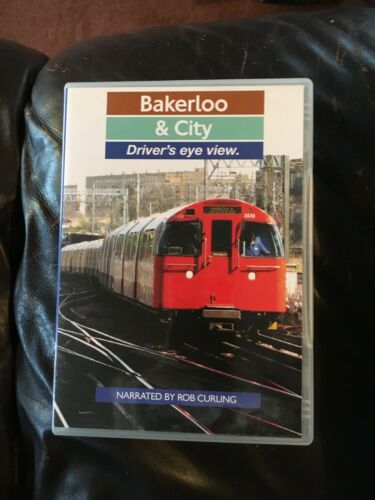 Bakerloo
& City
Driver's eye view.
NARRATED BY ROB CURLING